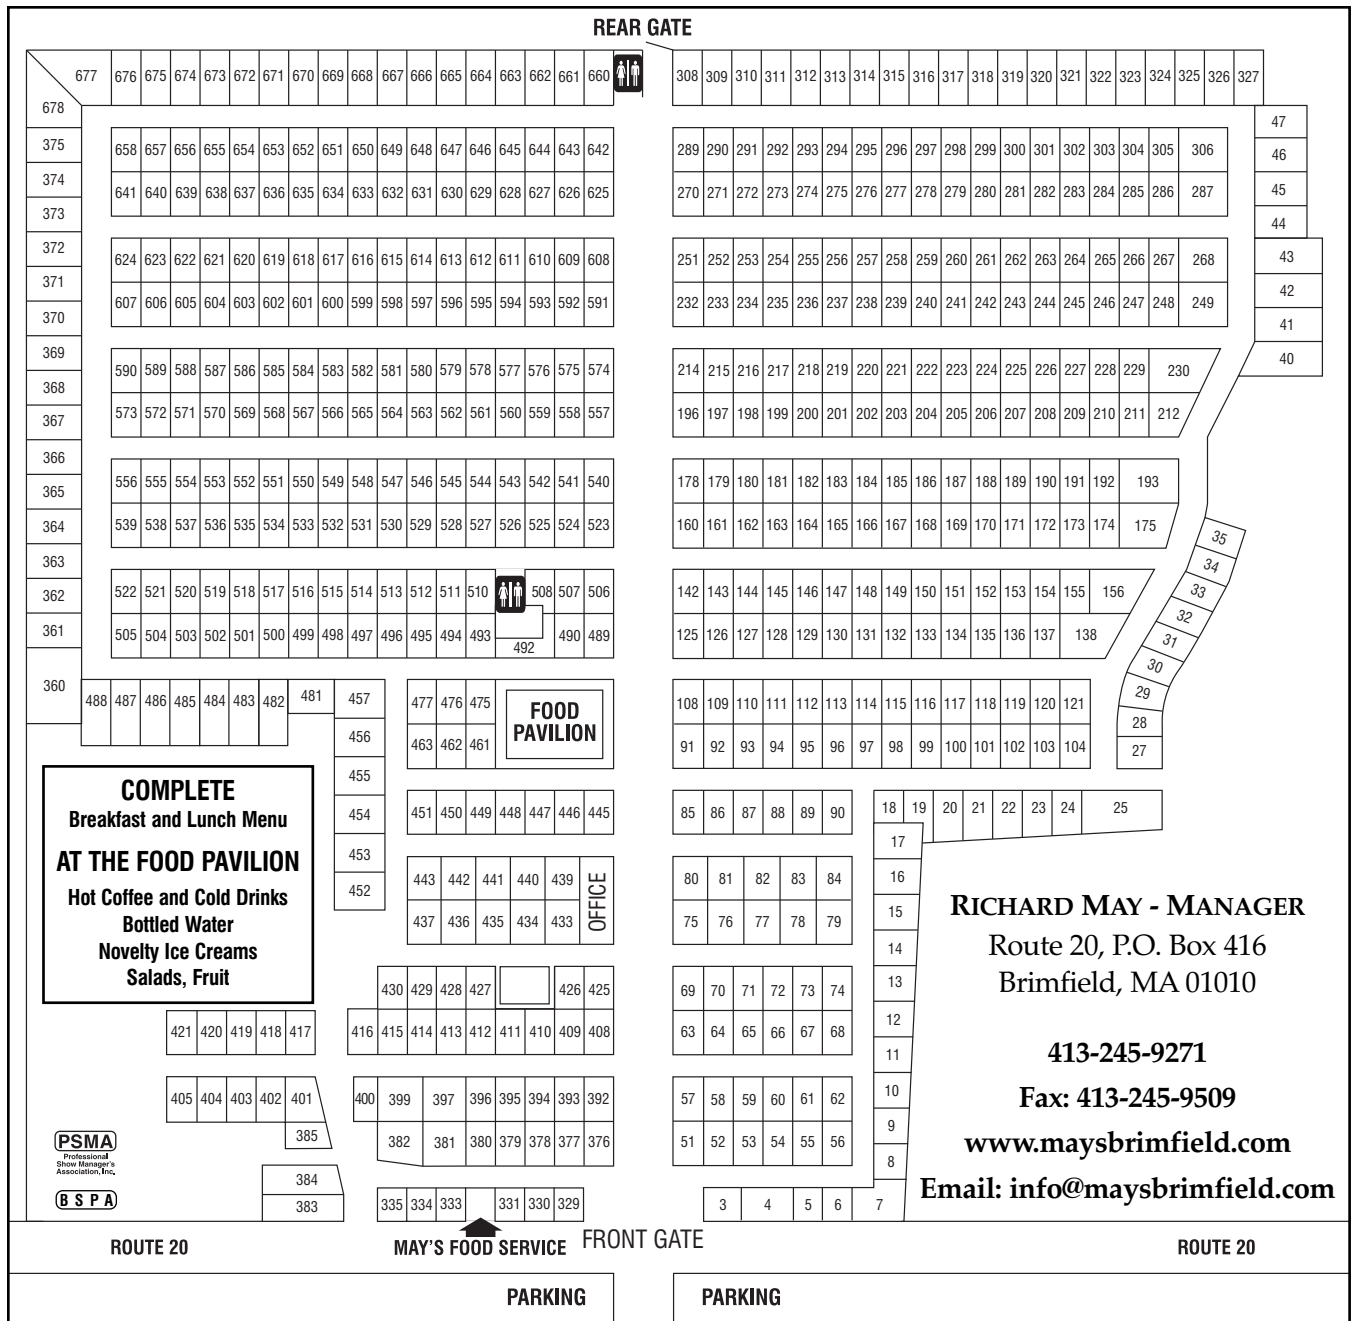 REAR GATE
677 676 675 674 673 672 671 670 669 668 667 666 665 664 663 662 661 660
308 309 310 311 312 313 314 315 316 317 318 319 320 321 322 323 324 325 326 327
678
375
374
373
372
371
370
369
368
367
366
365
364
363
362
361
360
658 657 656 655 654 653 652 651 650 649 648 647 646 645 644 643 642
641 640 639 638 637 636 635 634 633 632 631 630 629 628 627 626 625
624 623 622 621 620 619 618 617 616 615 614 613 612 611 610 609 608
607 606 605 604 603 602 601 600 599 598 597 596 595 594 593 592 591
590 589 588 587 586 585 584 583 582 581 580 579 578 577 576 575 574
573 572 571 570 569 568 567 566 565 564 563 562 561 560 559 558 557
556 555 554 553 552 551 550 549 548 547 546 545 544 543 542 541 540
539 538 537 536 535 534 533 532 531 530 529 528 527 526 525 524 523
522 521 520 519 518 517 516 515 514 513 512 511 510 508 507 506
505 504 503 502 501 500 499 498 497 496 495 494 493 492 490 489
488 487 486 485 484 483 482 481 457
456
455
454
453
452
477 476 475
463 462 461
FOOD
PAVILION
451 450 449 448 447 446 445
443 442 441 440 439
437 436 435 434 433
OFFICE
430 429 428 427 426 425
416 415 414 413 412 411 410 409 408
421 420 419 418 417
405 404 403 402 401
385
384
383
400 399 397 396 395 394 393 392
382 381 380 379 378 377 376
335 334 333 331 330 329
289 290 291 292 293 294 295 296 297 298 299 300 301 302 303 304 305 306
270 271 272 273 274 275 276 277 278 279 280 281 282 283 284 285 286 287
251 252 253 254 255 256 257 258 259 260 261 262 263 264 265 266 267 268
232 233 234 235 236 237 238 239 240 241 242 243 244 245 246 247 248 249
214 215 216 217 218 219 220 221 222 223 224 225 226 227 228 229 230
196 197 198 199 200 201 202 203 204 205 206 207 208 209 210 211 212
178 179 180 181 182 183 184 185 186 187 188 189 190 191 192 193
160 161 162 163 164 165 166 167 168 169 170 171 172 173 174 175
142 143 144 145 146 147 148 149 150 151 152 153 154 155 156
125 126 127 128 129 130 131 132 133 134 135 136 137 138
108 109 110 111 112 113 114 115 116 117 118 119 120 121
91 92 93 94 95 96 97 98 99 100 101 102 103 104
85 86 87 88 89 90
80 81 82 83 84
75 76 77 78 79
69 70 71 72 73 74
63 64 65 66 67 68
57 58 59 60 61 62
51 52 53 54 55 56
3 4 5 6 7
47
46
45
44
43
42
41
40
35
34
33
32
31
30
29
28
27
18 19 20 21 22 23 24 25
17
16
15
14
13
12
11
10
9
8
COMPLETE
Breakfast and Lunch Menu
AT THE FOOD PAVILION
Hot Coffee and Cold Drinks
Bottled Water
Novelty Ice Creams
Salads, Fruit
RICHARD MAY - MANAGER
Route 20, P.O. Box 416
Brimfield, MA 01010
413-245-9271
Fax: 413-245-9509
www.maysbrimfield.com
Email: info@maysbrimfield.com
PSMA
Professional
Show Manager's
Association, Inc.
BSPA
ROUTE 20
MAY'S FOOD SERVICE
FRONT GATE
ROUTE 20
PARKING
PARKING